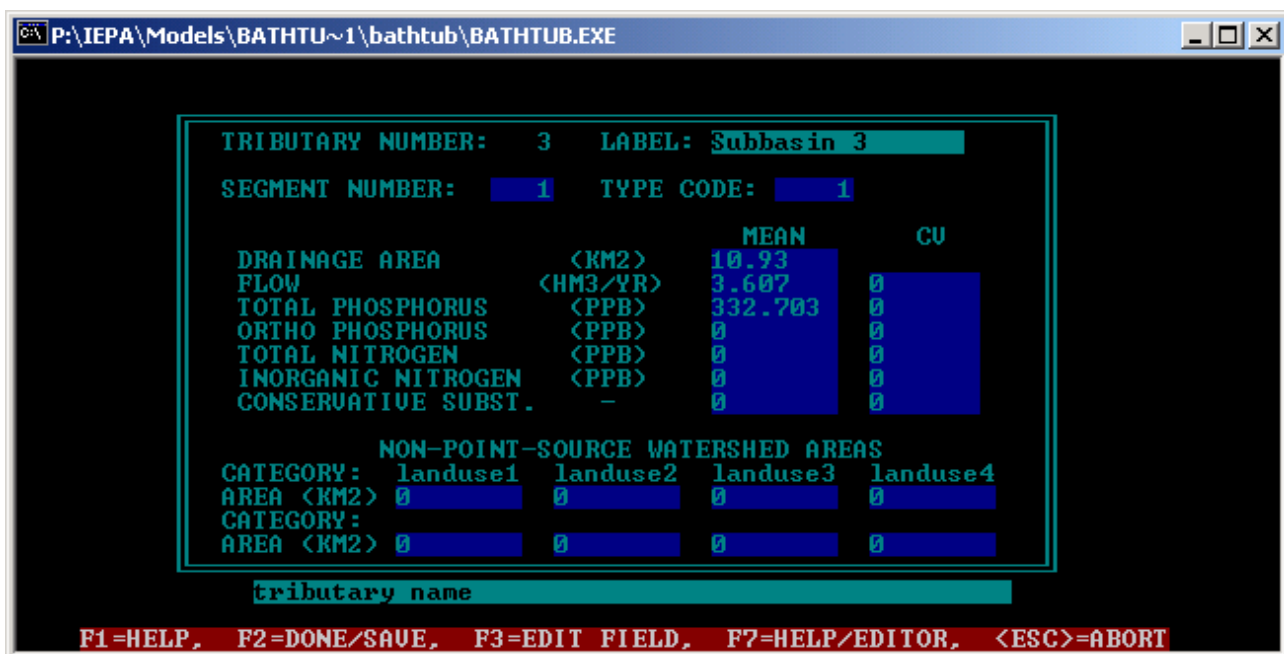 P:\IEPA\Models\BATHTU~1\bathtub\BATHTUB.EXE
TRIBUTARY NUMBER: 3 LABEL: Subbasin 3
SEGMENT NUMBER: 1 TYPE CODE: 1
MEAN CV
DRAINAGE AREA (KM2) 10.93
FLOW (HM3/YR) 3.607 0
TOTAL PHOSPHORUS (PPB) 332.703 0
ORTHO PHOSPHORUS (PPB) 0 0
TOTAL NITROGEN (PPB) 0 0
INORGANIC NITROGEN (PPB) 0 0
CONSERVATIVE SUBST. - 0 0
NON-POINT-SOURCE WATERSHED AREAS
CATEGORY: landuse1 landuse2 landuse3 landuse4
AREA (KM2) 0 0 0 0
CATEGORY:
AREA (KM2) 0 0 0 0
tributary name
F1=HELP, F2=DONE/SAVE, F3=EDIT FIELD, F7=HELP/EDITOR, <ESC>=ABORT